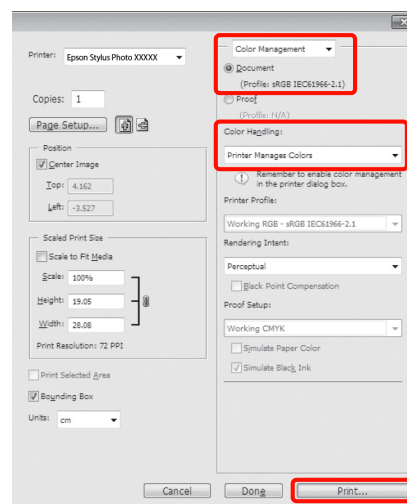 Printer: Epson Stylus Photo XXXXX
Copies: 1
Page Setup...
Position
Center Image
Top: 4.162
Left: -3.527
Scaled Print Size
Scale to Fit Media
Scale: 100%
Height: 19.05
Width: 28.08
Print Resolution: 72 PPI
Print Selected Area
Bounding Box
Units: cm
Color Management
Document
(Profile: sRGB IEC61966-2.1)
Proof
(Profile: N/A)
Color Handling:
Printer Manages Colors
Remember to enable color management
in the printer dialog box.
Printer Profile:
Working RGB - sRGB IEC61966-2.1
Rendering Intent:
Perceptual
Black Point Compensation
Proof Setup:
Working CMYK
Simulate Paper Color
Simulate Black Ink
Cancel
Done
Print...